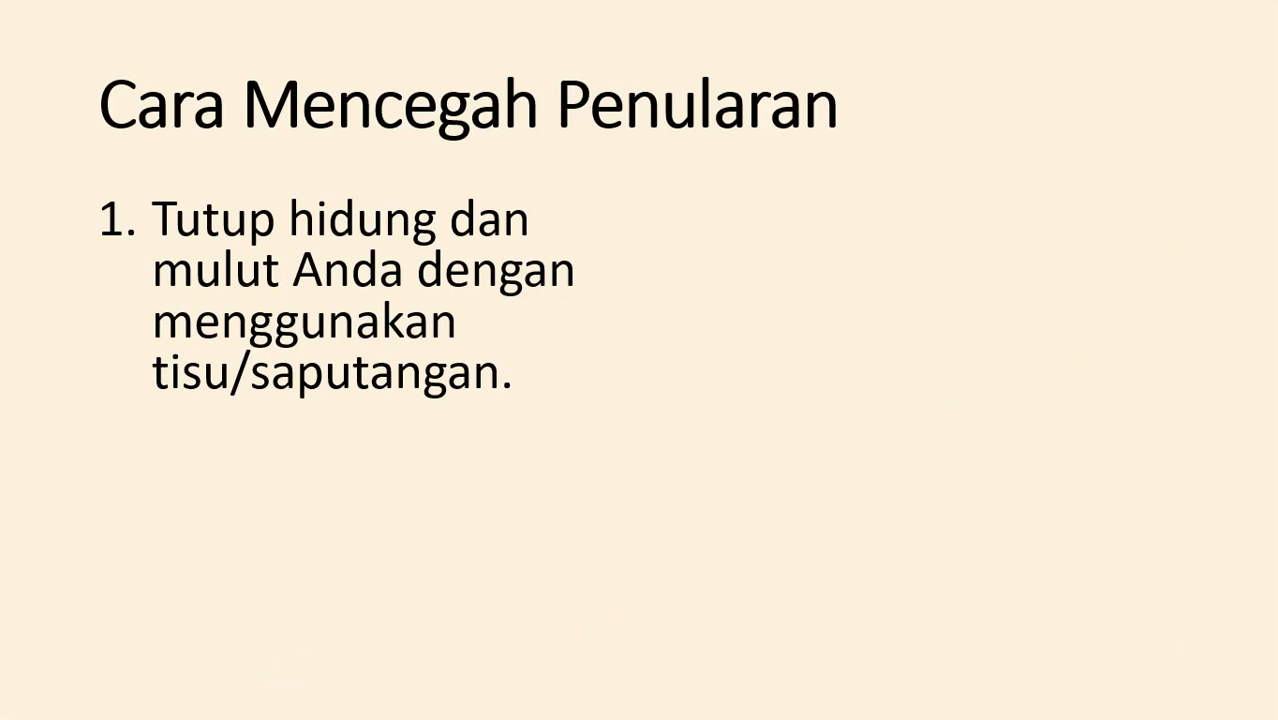 Cara Mencegah Penularan
1. Tutup hidung dan
mulut Anda dengan
menggunakan
tisu/saputangan.